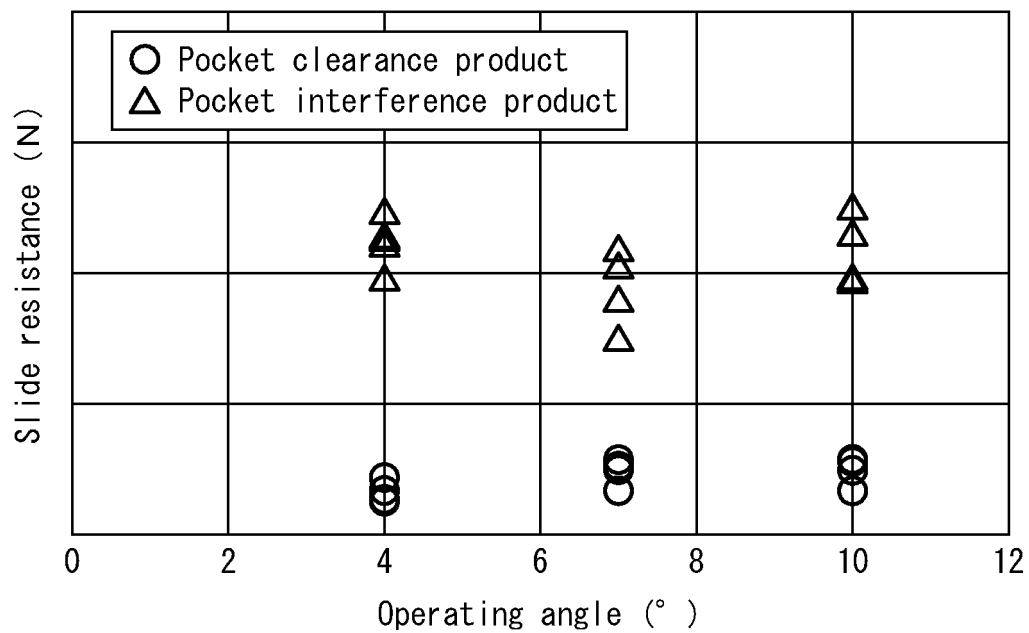 Pocket clearance product
Pocket interference product
Slide resistance (N)
0 2 4 6 8 10 12
Operating angle (°)